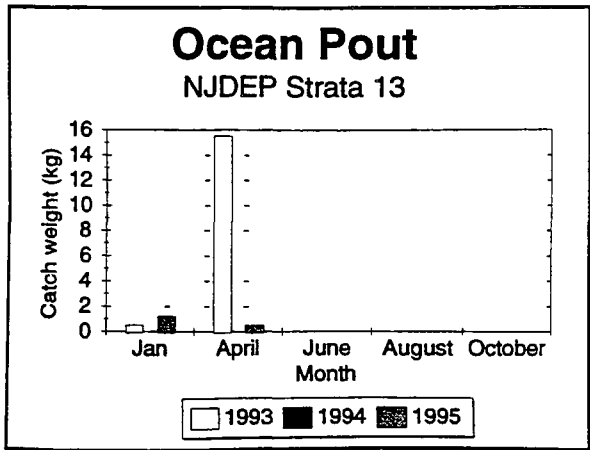 Ocean Pout
NJDEP Strata 13
Catch weight (kg)
16
14
12
10
8
6
4
2
0
Jan April June August October
Month
1993 1994 1995